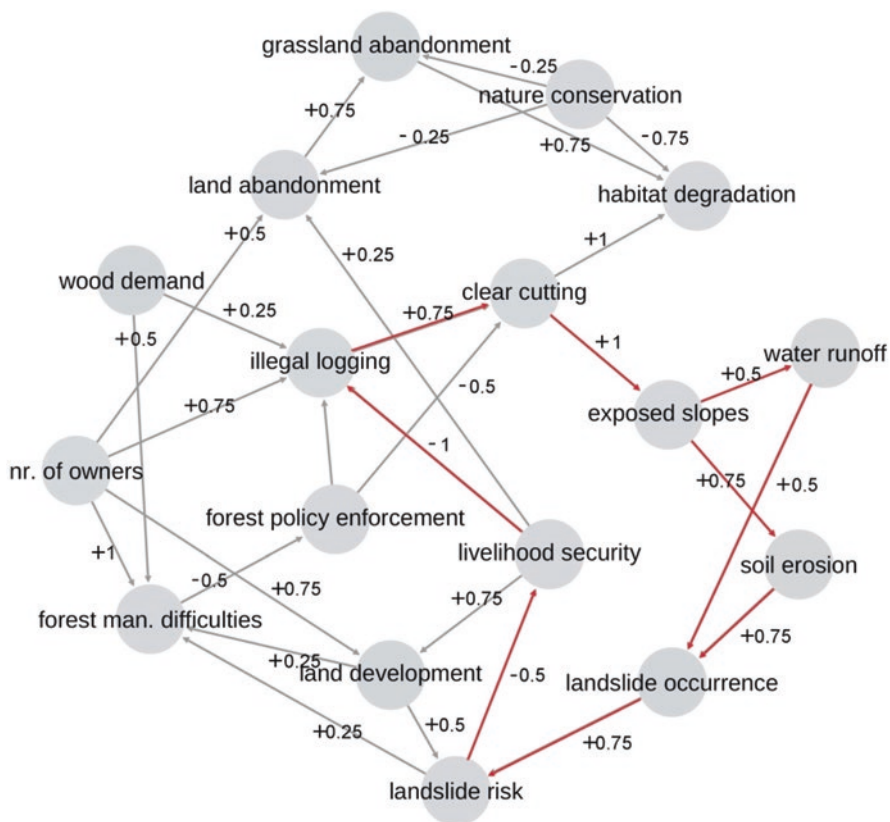 grassland abandonment
-0.25
nature conservation
+0.75
-0.25
+0.75
-0.75
land abandonment
habitat degradation
+0.5
+0.25
+1
wood demand
clear cutting
+0.25
+0.75
+0.5
illegal logging
+1
water runoff
-0.5
+0.5
+0.75
exposed slopes
-1
nr. of owners
+0.75
+0.5
forest policy enforcement
+1
livelihood security
soil erosion
-0.5
+0.75
+0.75
forest man. difficulties
+0.75
+0.25
land development
-0.5
landslide occurrence
+0.25
+0.5
+0.75
landslide risk